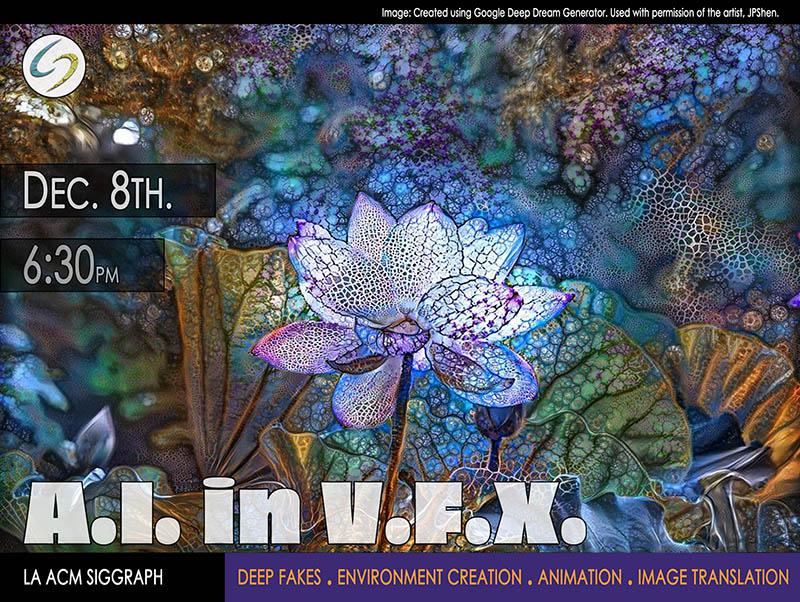 Image: Created using Google Deep Dream Generator. Used with permission of the artist, JPShen.
DEC. 8TH.
6:30PM
A.I. in V.F.X.
LA ACM SIGGRAPH
DEEP FAKES . ENVIRONMENT CREATION . ANIMATION . IMAGE TRANSLATION